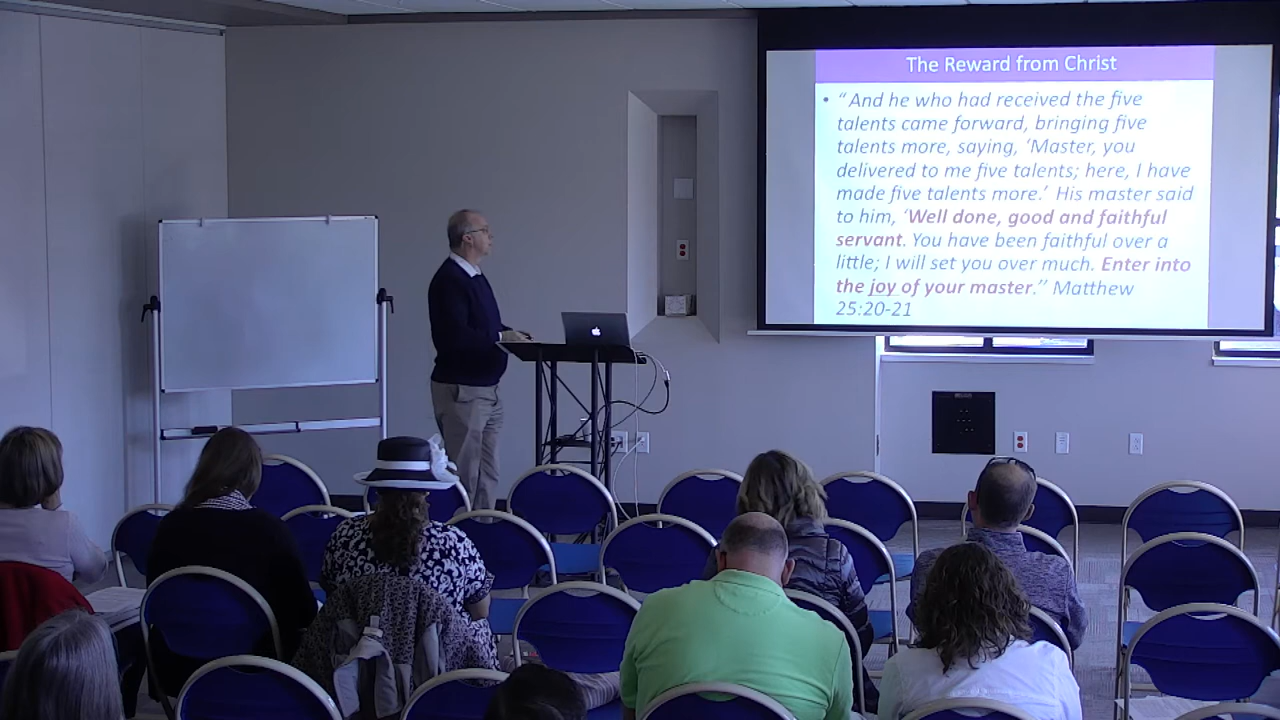 The Reward from Christ
• “And he who had received the five
talents came forward, bringing five
talents more, saying, ‘Master, you
delivered to me five talents; here, I have
made five talents more.’ His master said
to him, ‘Well done, good and faithful
servant. You have been faithful over a
little; I will set you over much. Enter into
the joy of your master.’’ Matthew
25:20-21